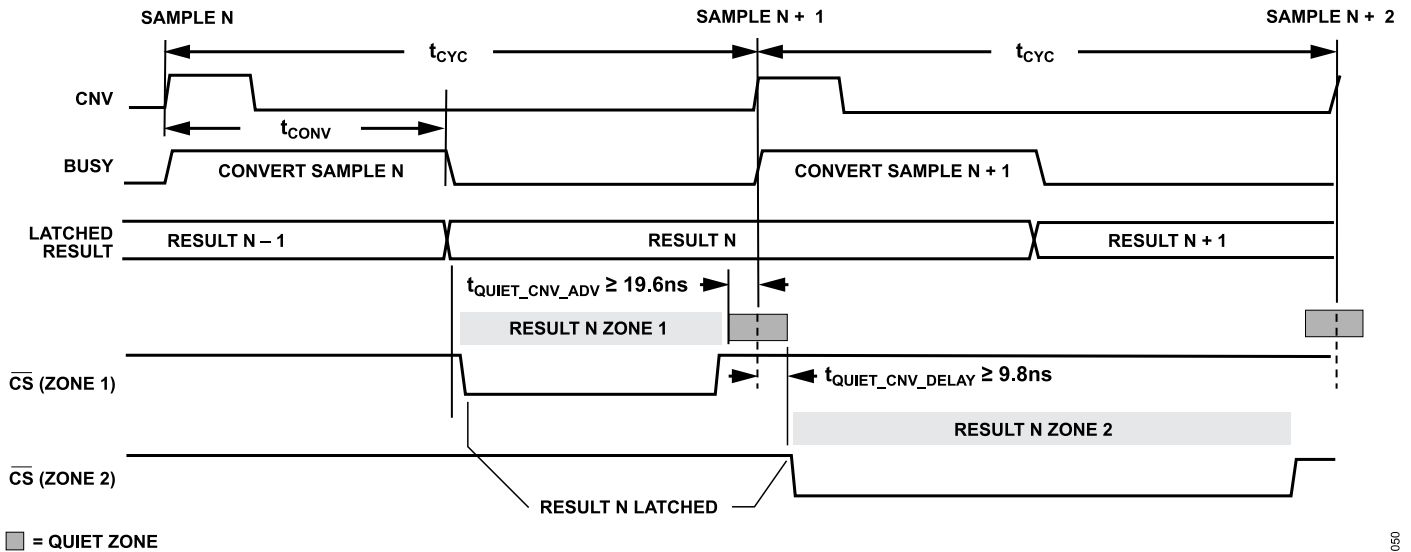 SAMPLE N
SAMPLE N + 1
SAMPLE N + 2
tCYC
tCYC
CNV
tCONV
BUSY
CONVERT SAMPLE N
CONVERT SAMPLE N + 1
LATCHED
RESULT
RESULT N – 1
RESULT N
RESULT N + 1
tQUIET_CNV_ADV ≥ 19.6ns
RESULT N ZONE 1
CS (ZONE 1)
tQUIET_CNV_DELAY ≥ 9.8ns
RESULT N ZONE 2
CS (ZONE 2)
RESULT N LATCHED
= QUIET ZONE
050